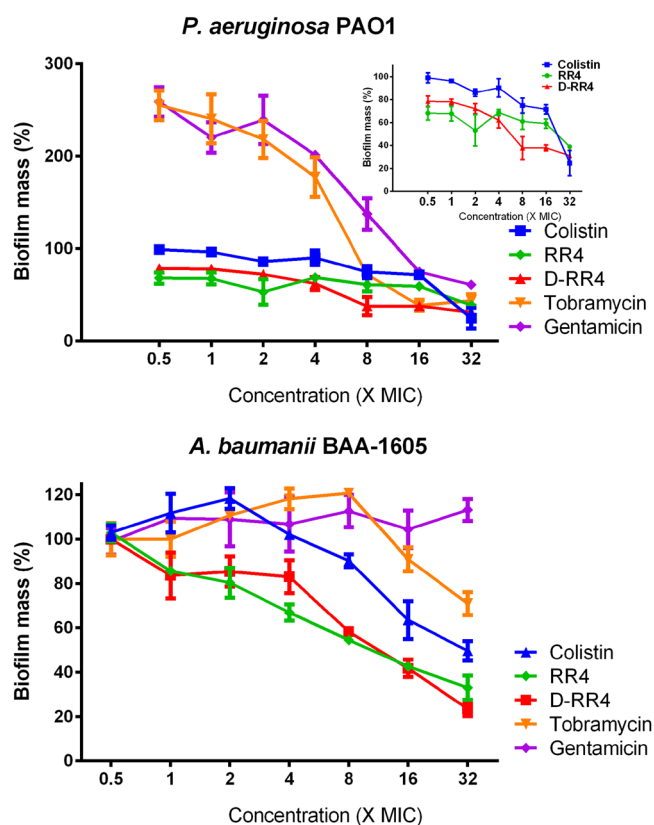 P. aeruginosa PAO1
300
200
100
0
Biofilm mass (%)
0.5 1 2 4 8 16 32
Concentration (X MIC)
100
80
60
40
20
0
Biofilm mass (%)
0.5 1 2 4 8 16 32
Concentration (X MIC)
Colistin
RR4
D-RR4
Colistin
RR4
D-RR4
Tobramycin
Gentamicin
A. baumanii BAA-1605
120
100
80
60
40
20
0
Biofilm mass (%)
0.5 1 2 4 8 16 32
Concentration (X MIC)
Colistin
RR4
D-RR4
Tobramycin
Gentamicin